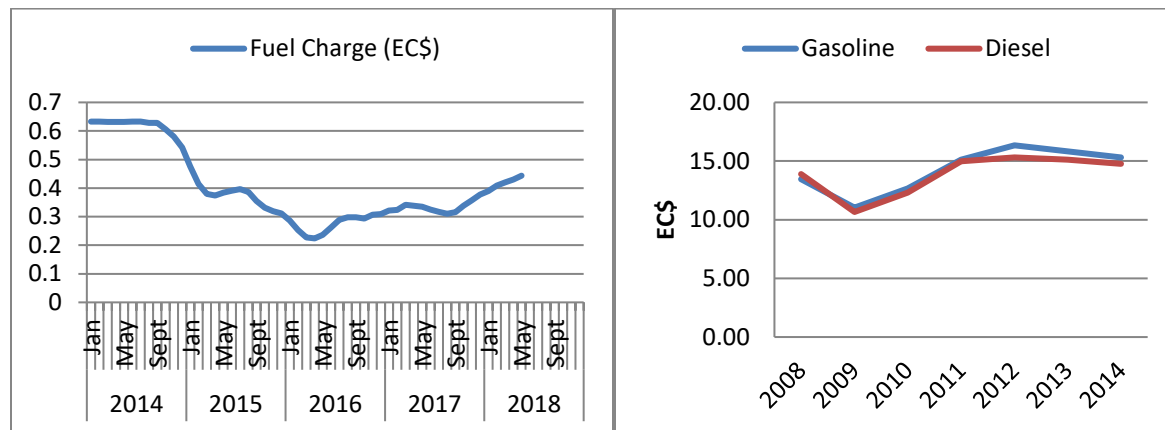 Fuel Charge (EC$)
0.7
0.6
0.5
0.4
0.3
0.2
0.1
0
Jan May Sept Jan May Sept Jan May Sept Jan May Sept Jan May Sept
2014 2015 2016 2017 2018
Gasoline Diesel
EC$
20.00
15.00
10.00
5.00
0.00
2008 2009 2010 2011 2012 2013 2014